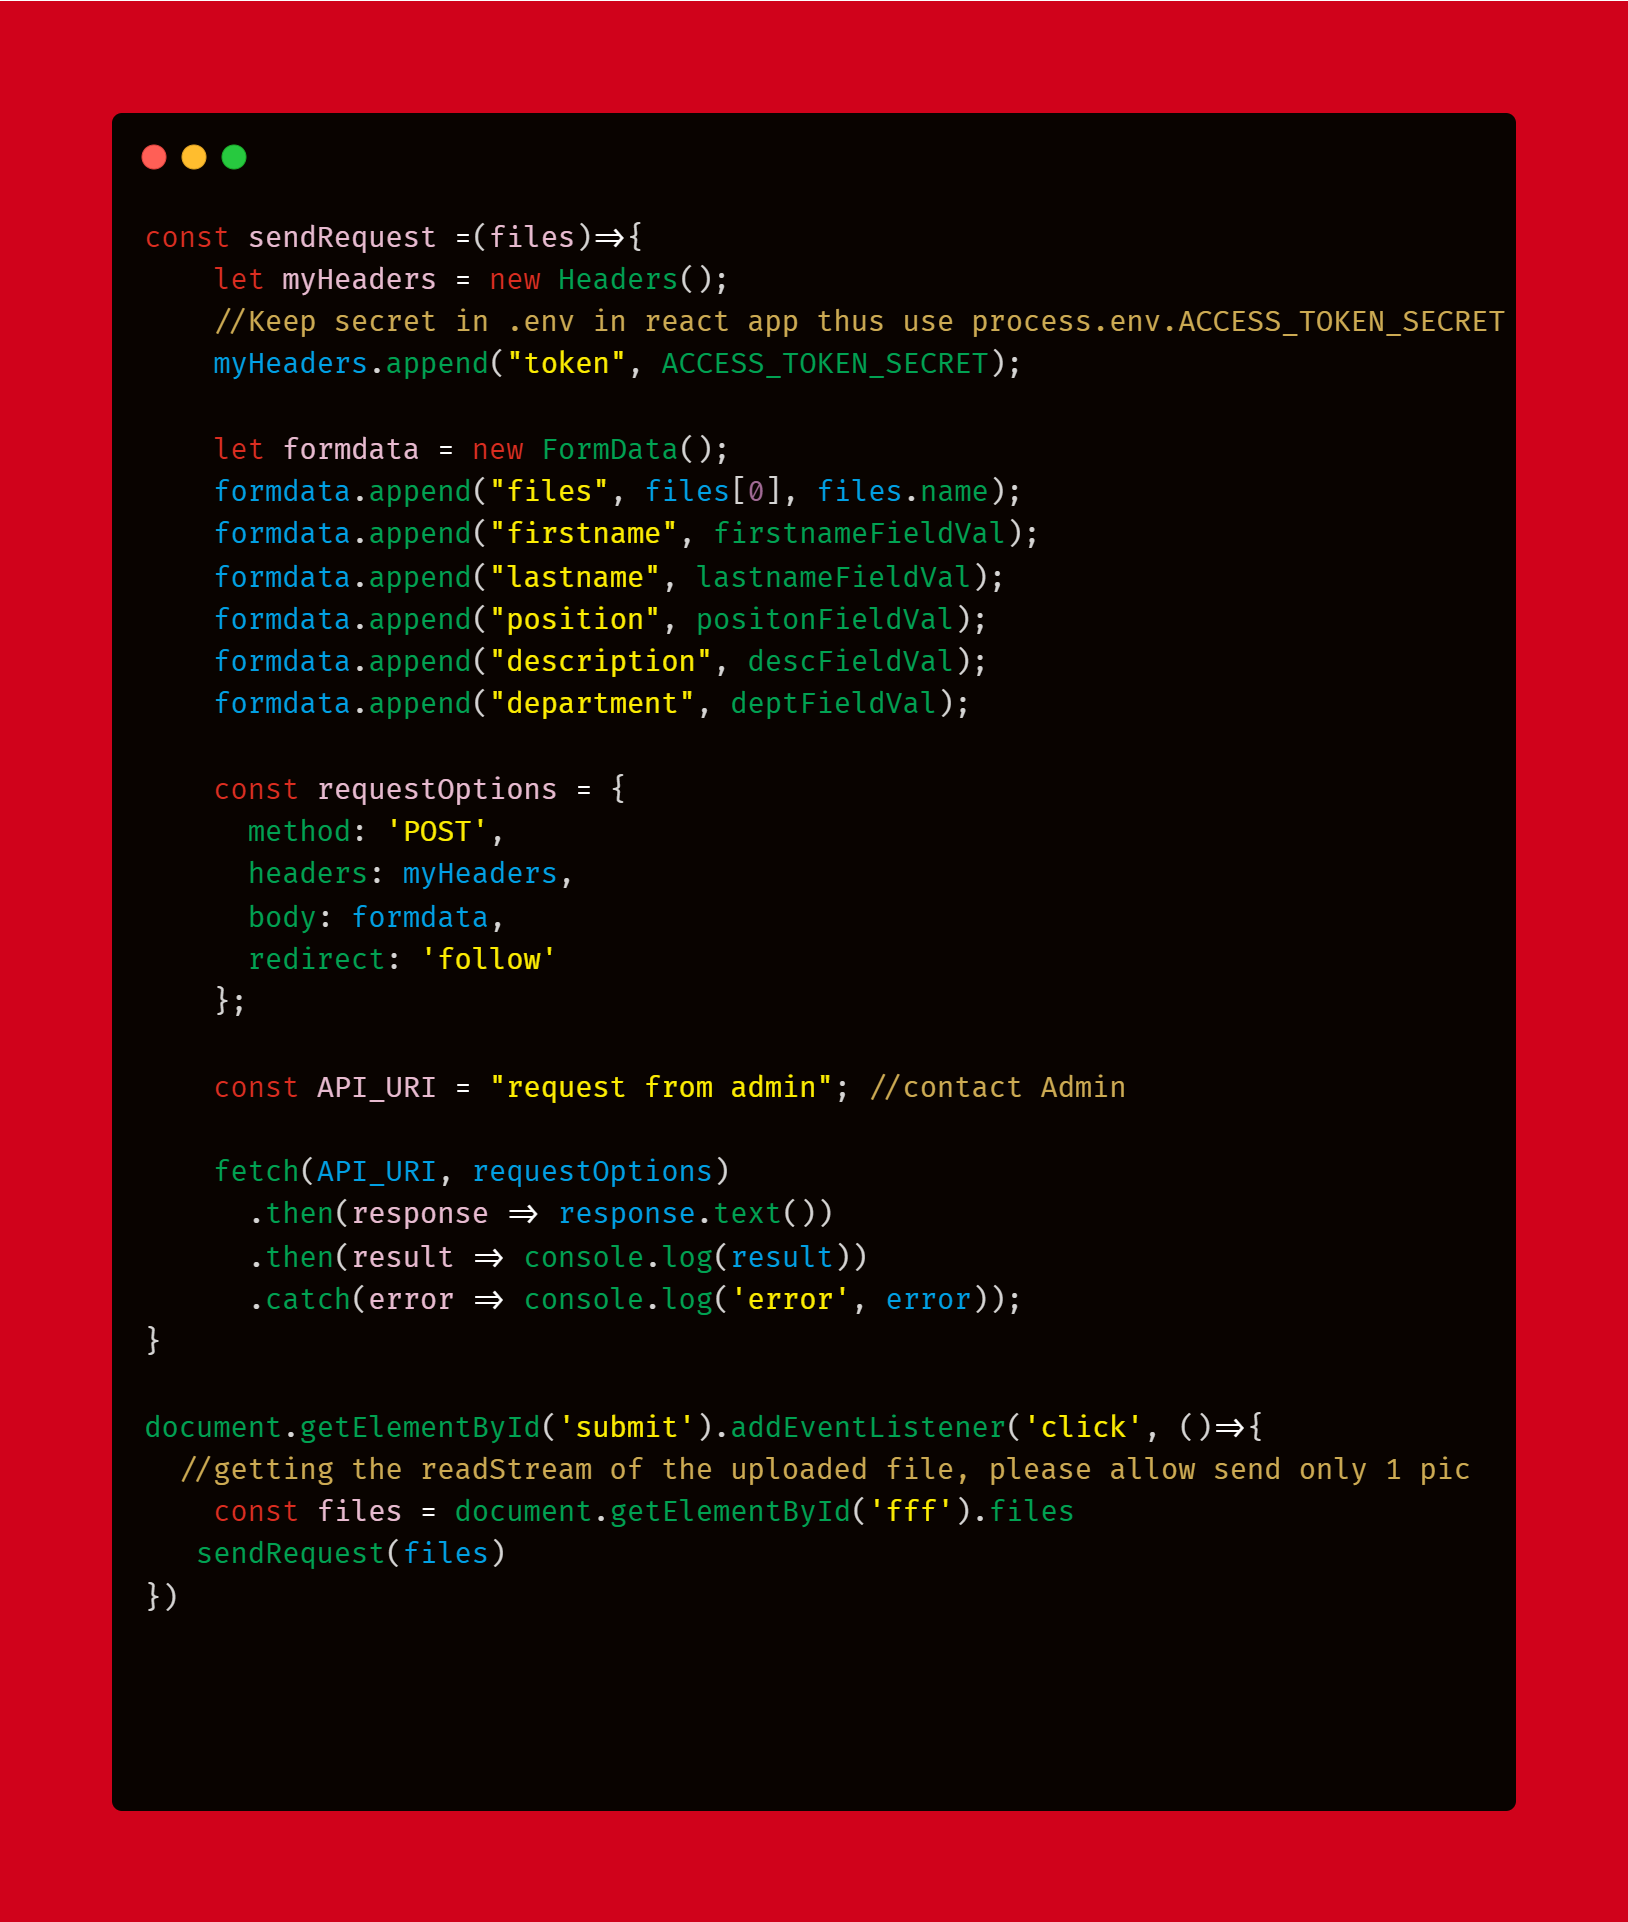 const sendRequest =(files)=>{
    let myHeaders = new Headers();
    //Keep secret in .env in react app thus use process.env.ACCESS_TOKEN_SECRET
    myHeaders.append("token", ACCESS_TOKEN_SECRET);

    let formdata = new FormData();
    formdata.append("files", files[0], files.name);
    formdata.append("firstname", firstnameFieldVal);
    formdata.append("lastname", lastnameFieldVal);
    formdata.append("position", positonFieldVal);
    formdata.append("description", descFieldVal);
    formdata.append("department", deptFieldVal);

    const requestOptions = {
      method: 'POST',
      headers: myHeaders,
      body: formdata,
      redirect: 'follow'
    };

    const API_URI = "request from admin"; //contact Admin

    fetch(API_URI, requestOptions)
      .then(response => response.text())
      .then(result => console.log(result))
      .catch(error => console.log('error', error));
}

document.getElementById('submit').addEventListener('click', ()=>{
  //getting the readStream of the uploaded file, please allow send only 1 pic
    const files = document.getElementById('fff').files
   sendRequest(files)
})